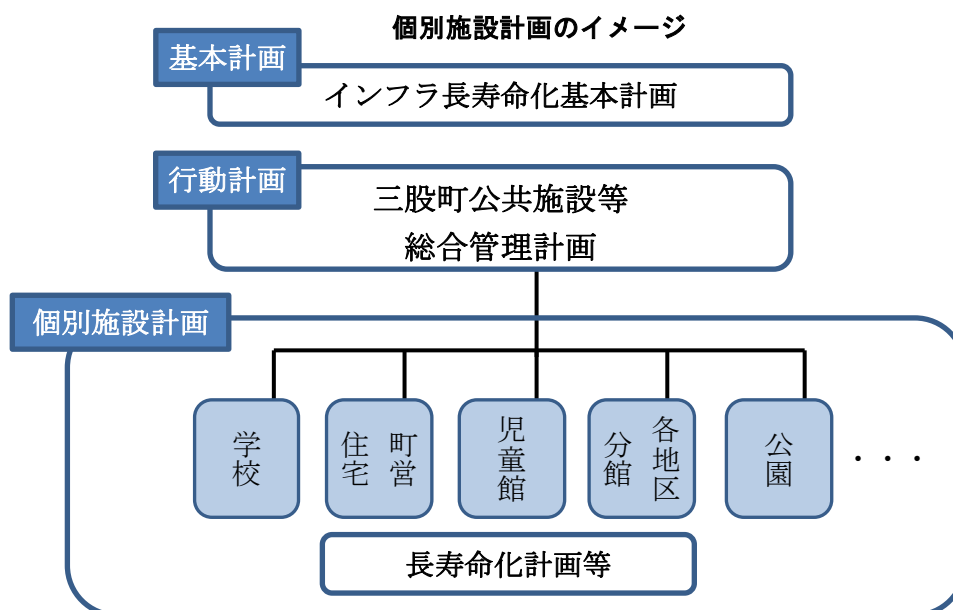 個別施設計画のイメージ
基本計画
インフラ長寿命化基本計画
行動計画
三股町公共施設等
総合管理計画
個別施設計画
学校
町営
住宅
児童館
各地区
分館
公園
・・・
長寿命化計画等